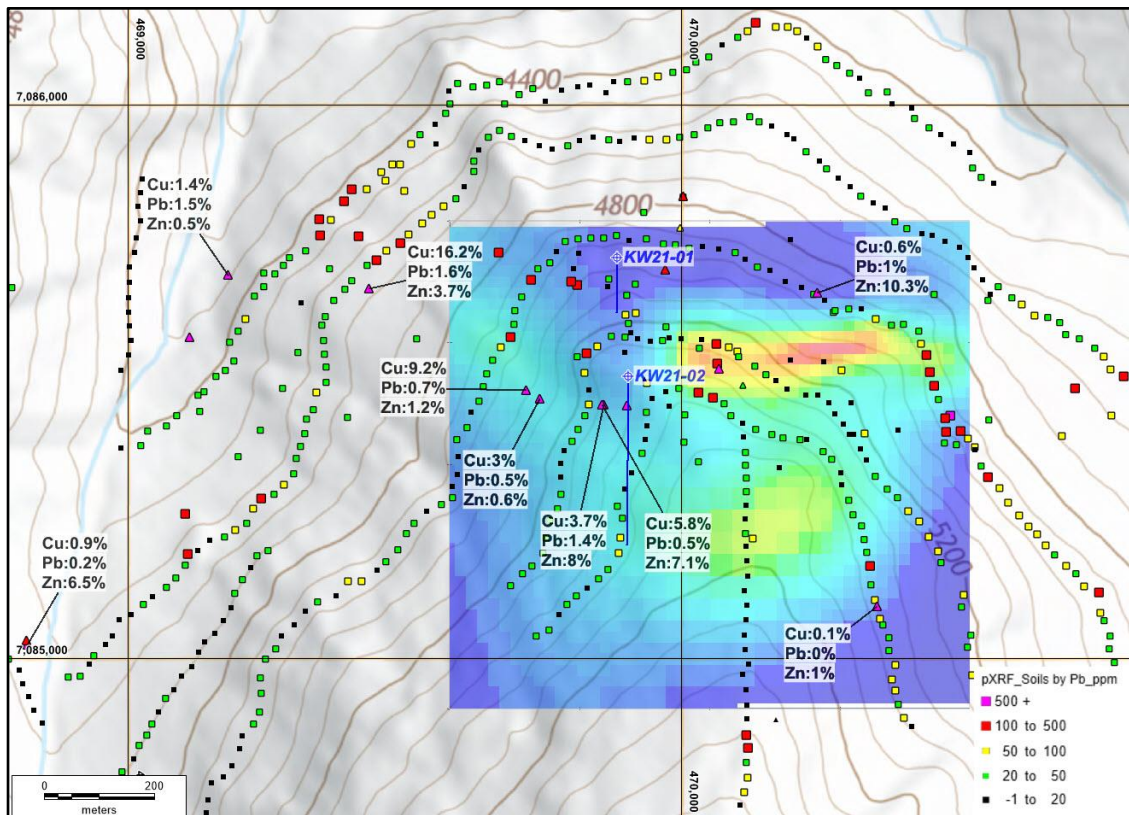 469,000
470,000
4400
7,086,000
Cu:1.4%
Pb:1.5%
Zn:0.5%
4800
Cu:16.2%
Pb:1.6%
Zn:3.7%
KW21-01
Cu:0.6%
Pb:1%
Zn:10.3%
Cu:9.2%
Pb:0.7%
Zn:1.2%
KW21-02
Cu:3%
Pb:0.5%
Zn:0.6%
Cu:3.7%
Pb:1.4%
Zn:8%
Cu:5.8%
Pb:0.5%
Zn:7.1%
5200
Cu:0.9%
Pb:0.2%
Zn:6.5%
7,085,000
Cu:0.1%
Pb:0%
Zn:1%
pXRF_Soils by Pb_ppm
500 +
100 to 500
50 to 100
20 to 50
-1 to 20
0 200
meters
470,000